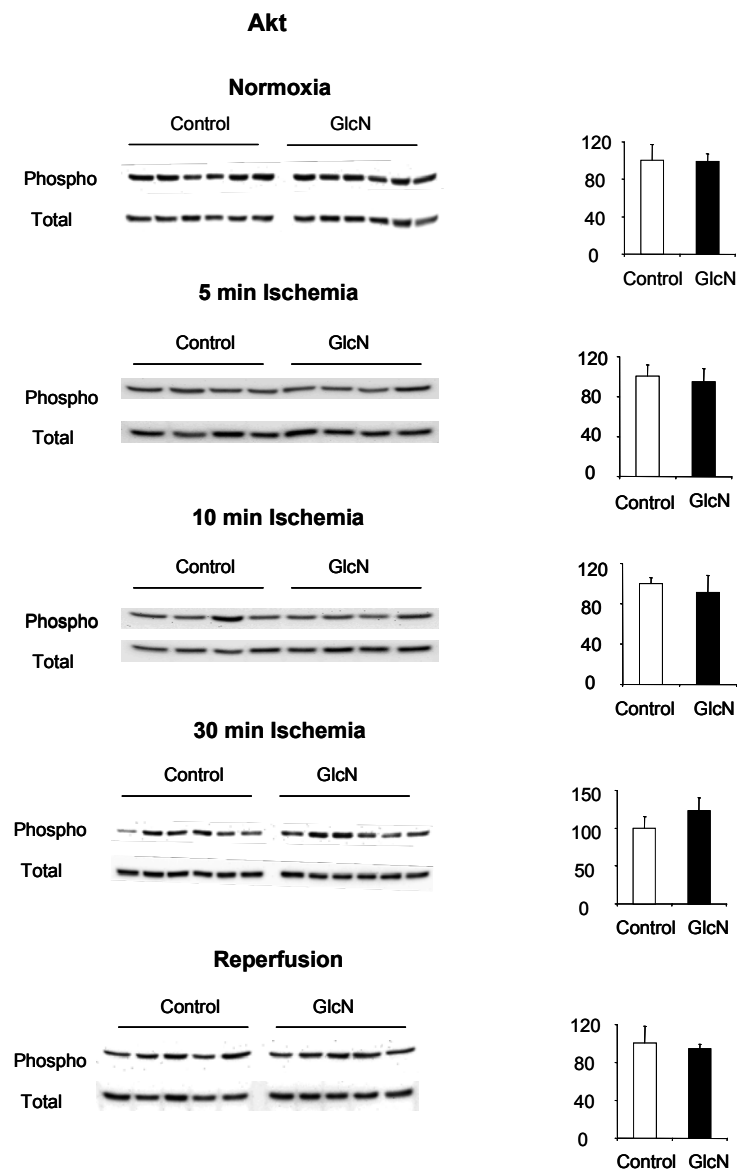 Akt
Normoxia
Control GlcN
Phospho
Total
120
80
40
0
Control GlcN
5 min Ischemia
Control GlcN
Phospho
Total
120
80
40
0
Control GlcN
10 min Ischemia
Control GlcN
Phospho
Total
120
80
40
0
Control GlcN
30 min Ischemia
Control GlcN
Phospho
Total
150
100
50
0
Control GlcN
Reperfusion
Control GlcN
Phospho
Total
120
80
40
0
Control GlcN